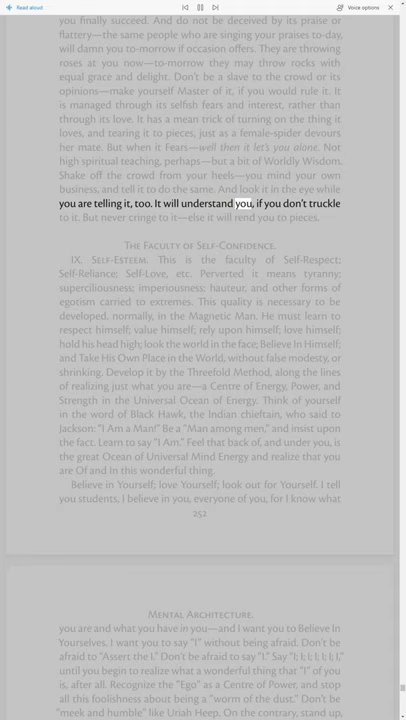 Read aloud
Voice options
you finally succeed. And do not be deceived by its praise or
flattery—the same people who are singing your praises to-day,
will damn you to-morrow if occasion offers. They are throwing
roses at you now—to-morrow they may throw rocks with
equal grace and delight. Don't be a slave to the crowd or its
opinions—make yourself Master of it, if you would rule it. It
is managed through its selfish fears and interest, rather than
through its love. It has a mean trick of turning on the thing it
loves, and tearing it to pieces, just as a female-spider devours
her mate. But when it Fears—well then it let's you alone. Not
high spiritual teaching, perhaps—but a bit of Worldly Wisdom.
Shake off the crowd from your heels—you mind your own
business, and tell it to do the same. And look it in the eye while
you are telling it, too. It will understand you, if you don't truckle
to it. But never cringe to it—else it will rend you to pieces.
The Faculty of Self-Confidence.
IX. Self-Esteem. This is the faculty of Self-Respect;
Self-Reliance; Self-Love, etc. Perverted it means tyranny;
superciliousness; imperiousness; hauteur, and other forms of
egotism carried to extremes. This quality is necessary to be
developed, normally, in the Magnetic Man. He must learn to
respect himself; value himself; rely upon himself; love himself;
hold his head high; look the world in the face; Believe In Himself;
and Take His Own Place in the World, without false modesty, or
shrinking. Develop it by the Threefold Method, along the lines
of realizing just what you are—a Centre of Energy, Power, and
Strength in the Universal Ocean of Energy. Think of yourself
in the word of Black Hawk, the Indian chieftain, who said to
Jackson: "I Am a Man!" Be a "Man among men," and insist upon
the fact. Learn to say "I Am." Feel that back of, and under you, is
the great Ocean of Universal Mind Energy and realize that you
are Of and In this wonderful thing.
Believe in Yourself; love Yourself; look out for Yourself. I tell
you students, I believe in you, everyone of you, for I know what
252
Mental Architecture.
you are and what you have in you—and I want you to Believe In
Yourselves. I want you to say "I" without being afraid. Don't be
afraid to "Assert the I." Don't be afraid to say "I." Say "I; I; I; I; I; I,"
until you begin to realize what a wonderful thing that "I" of you
is, after all. Recognize the "Ego" as a Centre of Power, and stop
all this foolishness about being a "worm of the dust." Don't be
"meek and humble" like Uriah Heep. On the contrary, stand up,